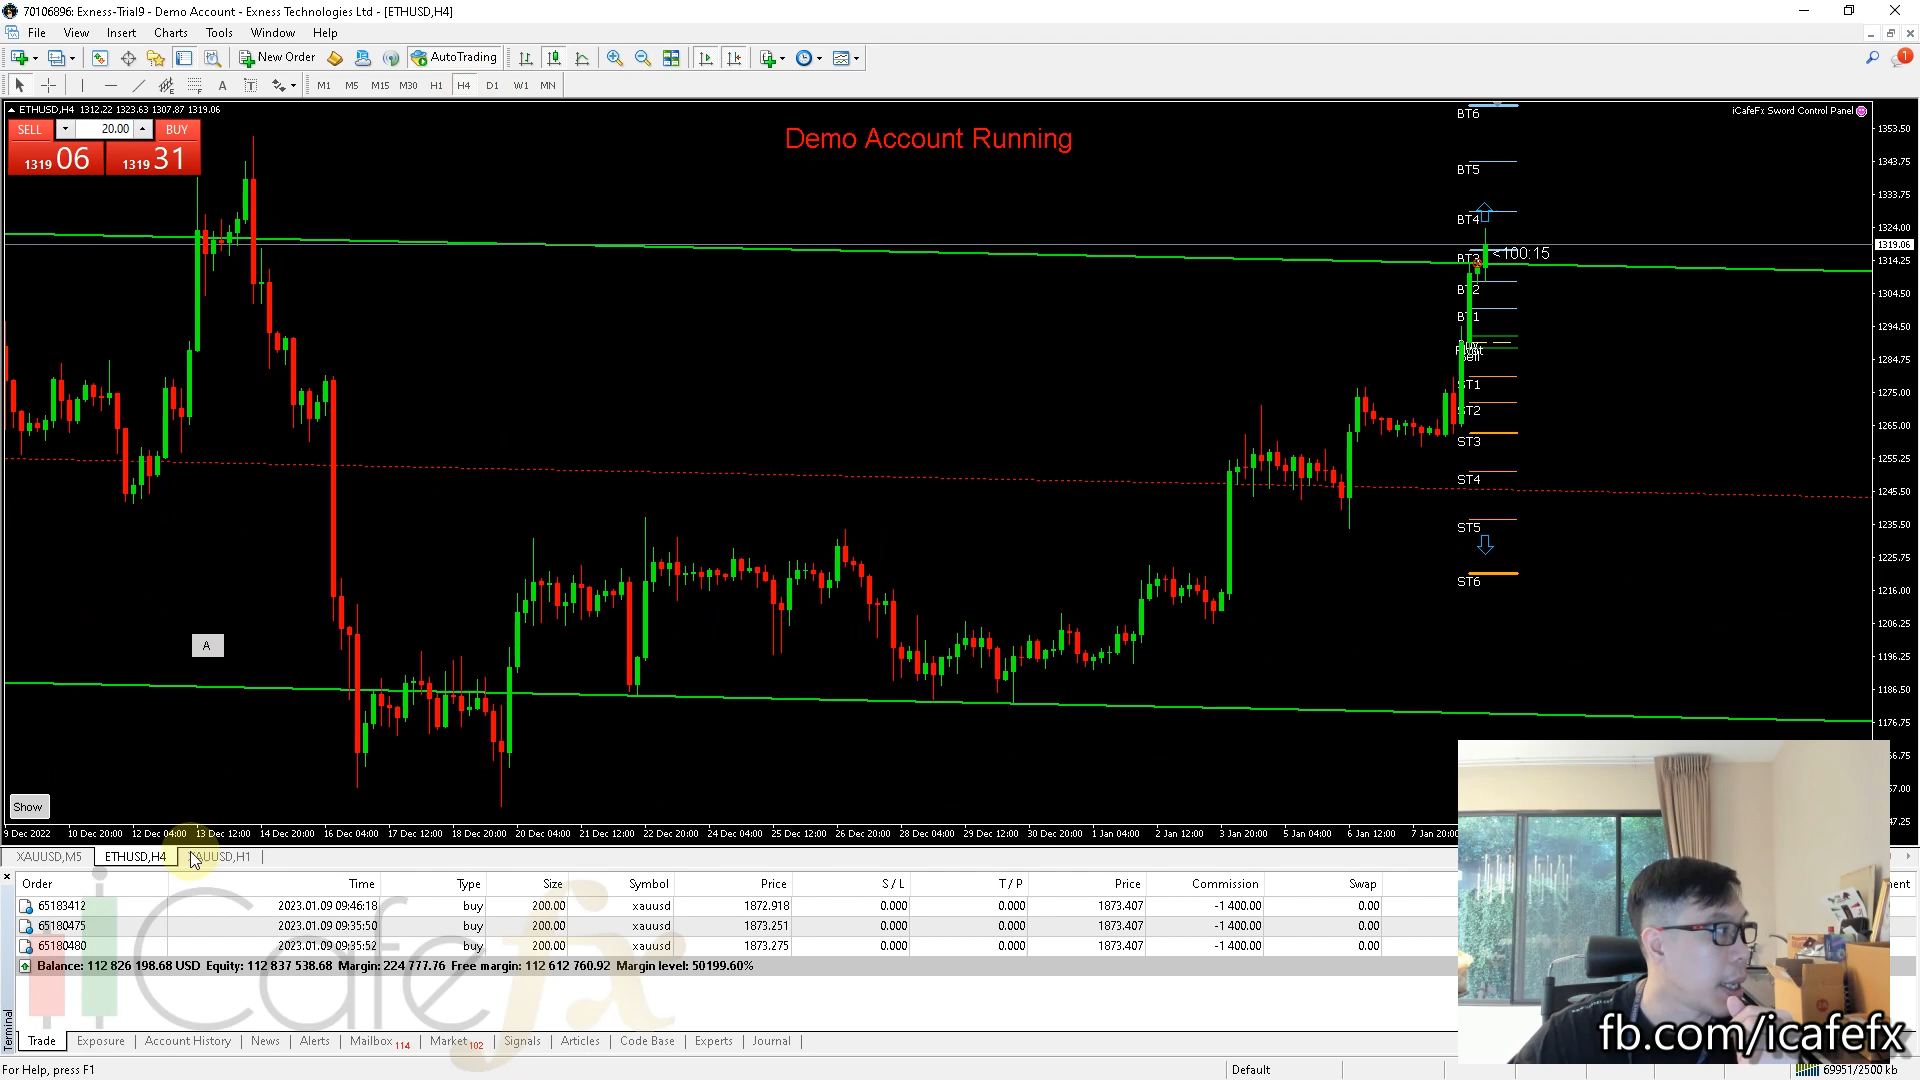 70106896: Exness-Trial9 - Demo Account - Exness Technologies Ltd - [ETHUSD,H4]
File View Insert Charts Tools Window Help
New Order AutoTrading 1
A T M1 M5 M15 M30 H1 H4 D1 W1 MN
ETHUSD,H4 1312.22 1323.63 1307.87 1319.06
iCafeFx Sword Control Panel
SELL 20.00 BUY
1319 06 1319 31
Demo Account Running
BT6
BT5
BT4
BT3
<100:15
BT2
BT1
ST1
ST2
ST3
ST4
ST5
ST6
1353.50
1343.75
1333.75
1324.00
1319.06
1314.25
1304.50
1294.50
1284.75
1275.00
1265.00
1255.25
1245.50
1235.50
1225.75
1216.00
1206.25
1196.25
1186.50
1176.75
A
Show
9 Dec 2022 10 Dec 20:00 12 Dec 04:00 13 Dec 12:00 14 Dec 20:00 16 Dec 04:00 17 Dec 12:00 18 Dec 20:00 20 Dec 04:00 21 Dec 12:00 22 Dec 20:00 24 Dec 04:00 25 Dec 12:00 26 Dec 20:00 28 Dec 04:00 29 Dec 12:00 30 Dec 20:00 1 Jan 04:00 2 Jan 12:00 3 Jan 20:00 5 Jan 04:00 6 Jan 12:00 7 Jan 20:00
XAUUSD,M5 ETHUSD,H4 XAUUSD,H1
Order Time Type Size Symbol Price S / L T / P Price Commission Swap
65183412 2023.01.09 09:46:18 buy 200.00 xauusd 1872.918 0.000 0.000 1873.407 -1 400.00 0.00
65180475 2023.01.09 09:35:50 buy 200.00 xauusd 1873.251 0.000 0.000 1873.407 -1 400.00 0.00
65180480 2023.01.09 09:35:52 buy 200.00 xauusd 1873.275 0.000 0.000 1873.407 -1 400.00 0.00
Balance: 112 826 198.68 USD Equity: 112 837 538.68 Margin: 224 777.76 Free margin: 112 612 760.92 Margin level: 50199.60%
iCafefx
Terminal
Trade Exposure Account History News Alerts Mailbox 114 Market 102 Signals Articles Code Base Experts Journal
fb.com/icafefx
For Help, press F1
Default
69951/2500 kb